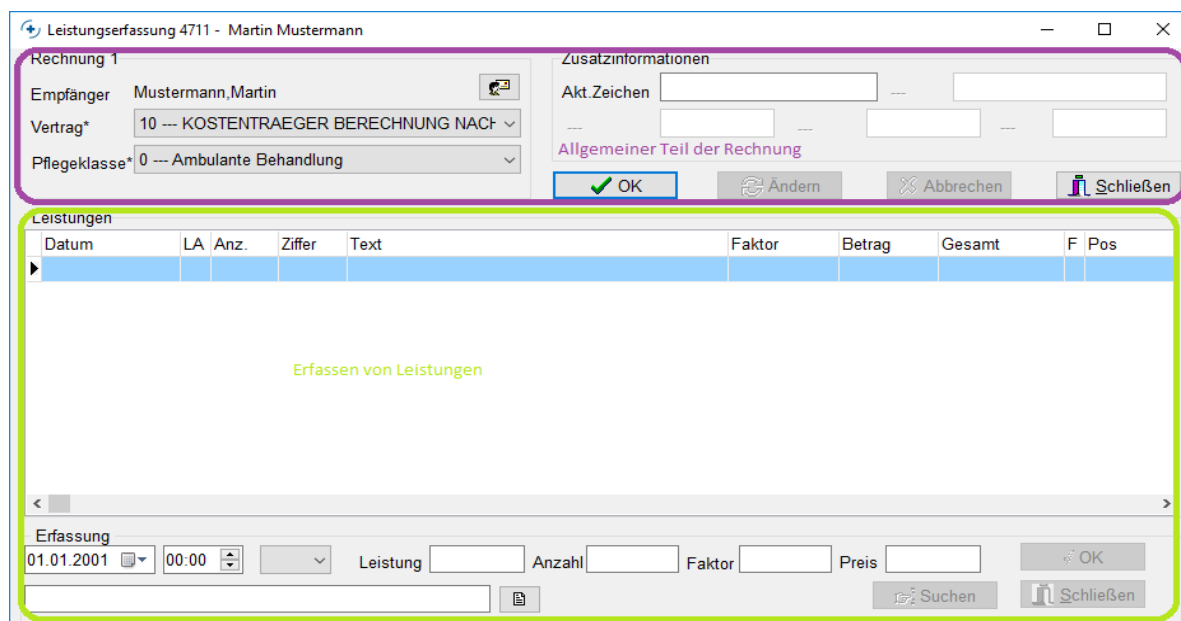 Leistungserfassung 4711 - Martin Mustermann
Rechnung 1
Empfänger Mustermann,Martin
Vertrag* 10 --- KOSTENTRAEGER BERECHNUNG NACH
Pflegeklasse* 0 --- Ambulante Behandlung
Zusatzinformationen
Akt.Zeichen ---
--- --- ---
Allgemeiner Teil der Rechnung
OK Ändern Abbrechen Schließen
Leistungen
Datum LA Anz. Ziffer Text Faktor Betrag Gesamt F Pos
Erfassen von Leistungen
Erfassung
01.01.2001 00:00 Leistung Anzahl Faktor Preis OK
Suchen Schließen